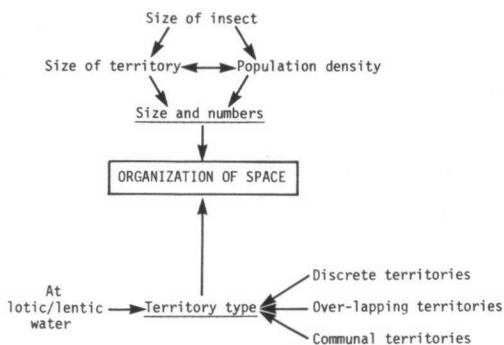 Size of insect
Size of territory
Population density
Size and numbers
ORGANIZATION OF SPACE
Discrete territories
At
lotic/lentic
water
Territory type
Over-lapping territories
Communal territories